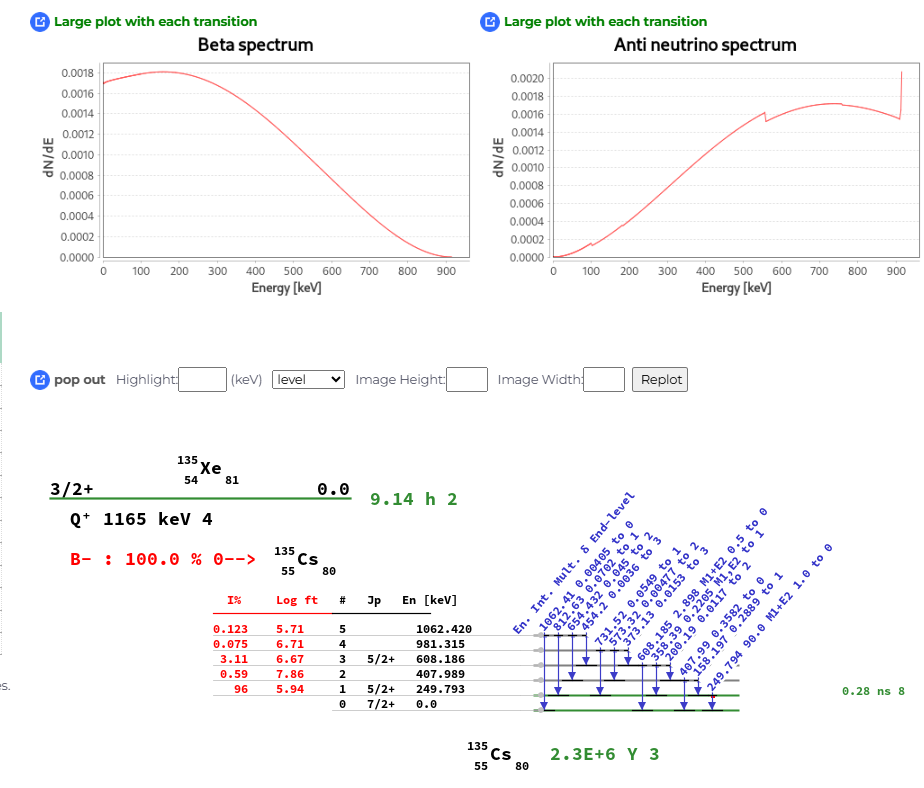 Large plot with each transition
Large plot with each transition
Beta spectrum
Anti neutrino spectrum
0.0018
0.0016
0.0014
0.0012
0.0010
0.0008
0.0006
0.0004
0.0002
0.0000
dN/dE
0 100 200 300 400 500 600 700 800 900
Energy [keV]
0.0020
0.0018
0.0016
0.0014
0.0012
0.0010
0.0008
0.0006
0.0004
0.0002
0.0000
dN/dE
0 100 200 300 400 500 600 700 800 900
Energy [keV]
pop out Highlight: (keV) level Image Height: Image Width: Replot
135
Xe
54 81
3/2+ 0.0
9.14 h 2
Q⁺ 1165 keV 4
B- : 100.0 % 0-->
135
Cs
55 80
I% Log ft # Jp En [keV]
0.123 5.71 5 1062.420
0.075 6.71 4 981.315
3.11 6.67 3 5/2+ 608.186
0.59 7.86 2 407.989
96 5.94 1 5/2+ 249.793
0 7/2+ 0.0
En. Int. Mult. δ End-level
1062.41 0.00405 to 0
812.63 0.0702 to 1
654.432 0.045 to 2
454.2 0.0036 to 3
731.52 0.0549 to 1
573.32 0.00477 to 2
373.13 0.0153 to 3
608.185 2.898 M1+E2 0.5 to 0
358.39 0.2205 M1,E2 to 1
200.19 0.0117 to 2
407.99 0.3582 to 0
158.197 0.2889 to 1
249.794 90.0 M1+E2 1.0 to 0
0.28 ns 8
s.
135
Cs
55 80
2.3E+6 Y 3